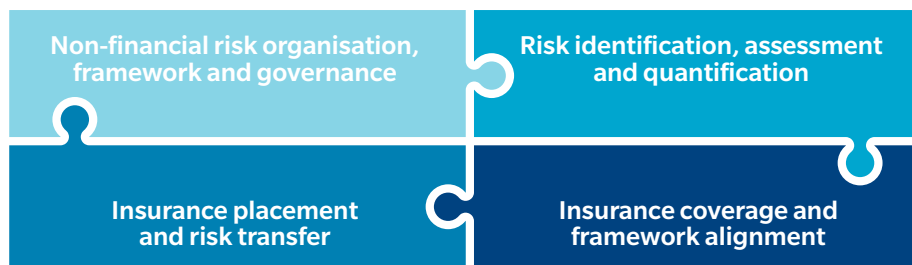 Non-financial risk organisation,
framework and governance
Risk identification, assessment
and quantification
Insurance placement
and risk transfer
Insurance coverage and
framework alignment